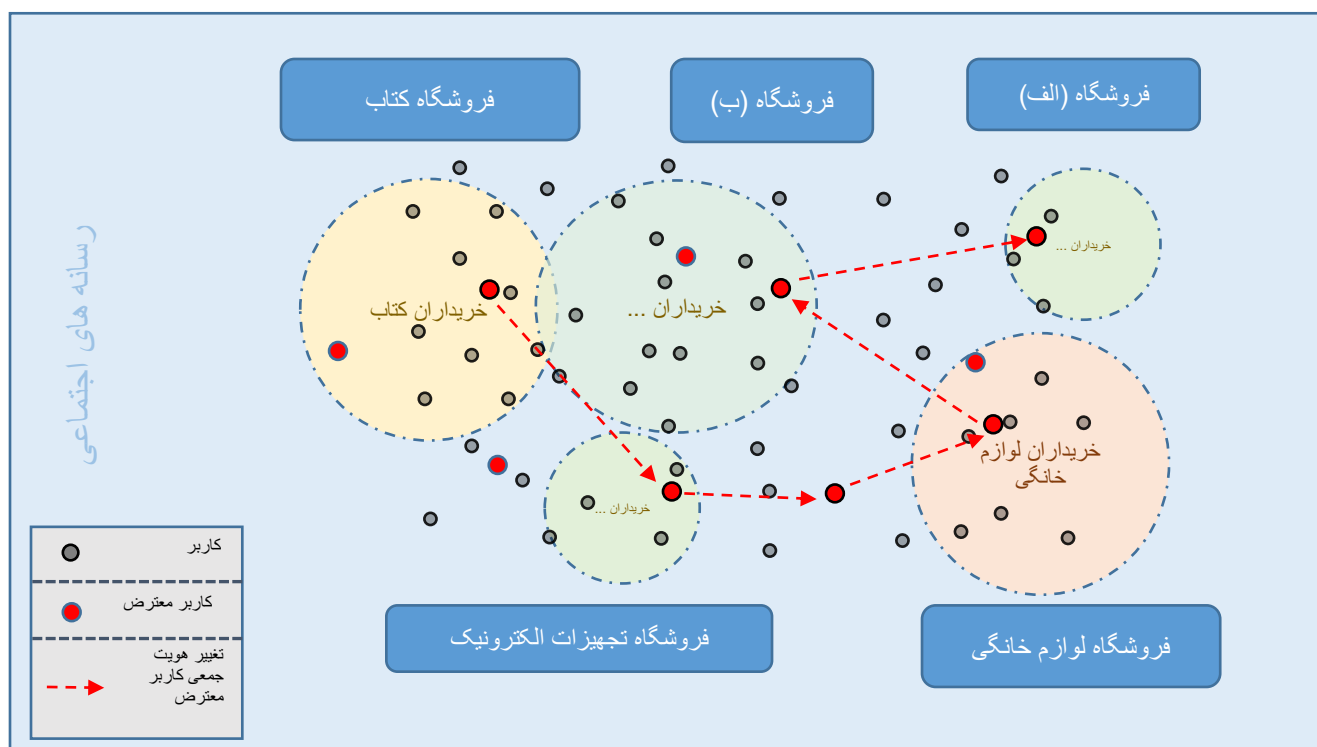 فروشگاه (الف)
فروشگاه (ب)
فروشگاه کتاب
خریداران ...
خریداران ...
خریداران کتاب
رسانه های اجتماعی
خریداران لوازم
خانگی
خریداران ...
کاربر
کاربر معترض
تغییر هویت
جمعی کاربر
معترض
فروشگاه تجهیزات الکترونیک
فروشگاه لوازم خانگی